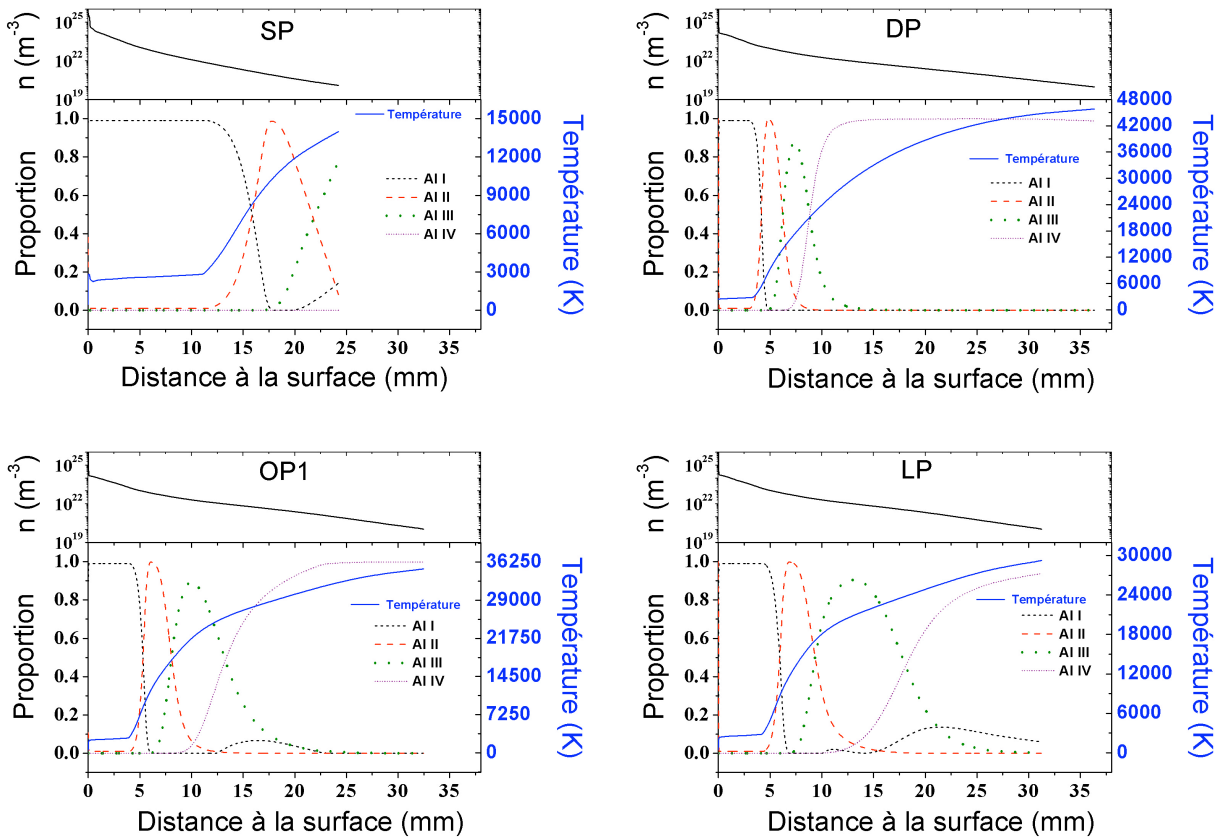 SP
n (m⁻³)
10²⁵
10²²
10¹⁹
Proportion
1.0
0.8
0.6
0.4
0.2
0.0
Température
Al I
Al II
Al III
Al IV
15000
12000
9000
6000
3000
0
Température (K)
0 5 10 15 20 25 30 35
Distance à la surface (mm)
DP
n (m⁻³)
10²⁵
10²²
10¹⁹
Proportion
1.0
0.8
0.6
0.4
0.2
0.0
Température
Al I
Al II
Al III
Al IV
48000
42000
36000
30000
24000
18000
12000
6000
0
Température (K)
0 5 10 15 20 25 30 35
Distance à la surface (mm)
OP1
n (m⁻³)
10²⁵
10²²
10¹⁹
Proportion
1.0
0.8
0.6
0.4
0.2
0.0
Température
Al I
Al II
Al III
Al IV
36250
29000
21750
14500
7250
0
Température (K)
0 5 10 15 20 25 30 35
Distance à la surface (mm)
LP
n (m⁻³)
10²⁵
10²²
10¹⁹
Proportion
1.0
0.8
0.6
0.4
0.2
0.0
Température
Al I
Al II
Al III
Al IV
30000
24000
18000
12000
6000
0
Température (K)
0 5 10 15 20 25 30 35
Distance à la surface (mm)